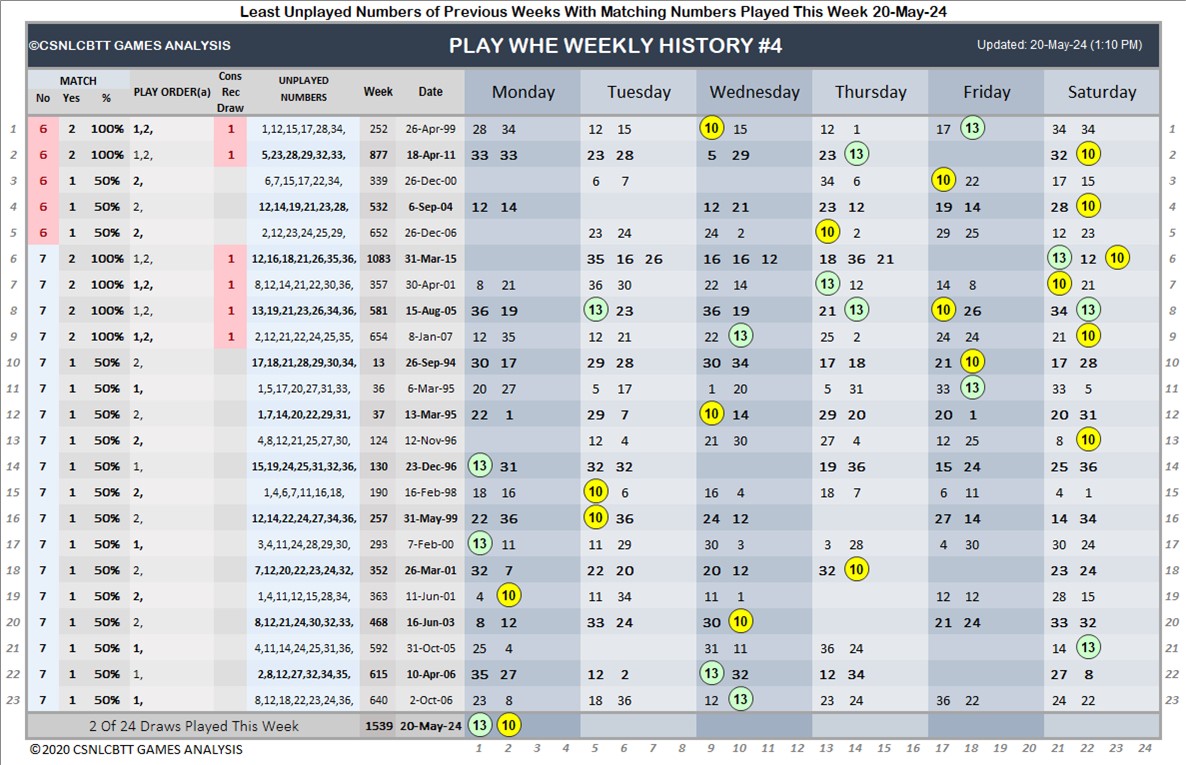 Least Unplayed Numbers of Previous Weeks With Matching Numbers Played This Week 20-May-24
©CSNLCBTT GAMES ANALYSIS PLAY WHE WEEKLY HISTORY #4 Updated: 20-May-24 (1:10 PM)
MATCH PLAY ORDER(a) Cons Rec Draw UNPLAYED NUMBERS Week Date Monday Tuesday Wednesday Thursday Friday Saturday
No Yes %
1 6 2 100% 1,2, 1 1,12,15,17,28,34, 252 26-Apr-99 28 34 12 15 10 15 12 1 17 13 34 34 1
2 6 2 100% 1,2, 1 5,23,28,29,32,33, 877 18-Apr-11 33 33 23 28 5 29 23 13 32 10 2
3 6 1 50% 2, 6,7,15,17,22,34, 339 26-Dec-00 6 7 34 6 10 22 17 15 3
4 6 1 50% 2, 12,14,19,21,23,28, 532 6-Sep-04 12 14 12 21 23 12 19 14 28 10 4
5 6 1 50% 2, 2,12,23,24,25,29, 652 26-Dec-06 23 24 24 2 10 2 29 25 12 23 5
6 7 2 100% 1,2, 1 12,16,18,21,26,35,36, 1083 31-Mar-15 35 16 26 16 16 12 18 36 21 13 12 10 6
7 7 2 100% 1,2, 1 8,12,14,21,22,30,36, 357 30-Apr-01 8 21 36 30 22 14 13 12 14 8 10 21 7
8 7 2 100% 1,2, 1 13,19,21,23,26,34,36, 581 15-Aug-05 36 19 13 23 36 19 21 13 10 26 34 13 8
9 7 2 100% 1,2, 1 2,12,21,22,24,25,35, 654 8-Jan-07 12 35 12 21 22 13 25 2 24 24 21 10 9
10 7 1 50% 2, 17,18,21,28,29,30,34, 13 26-Sep-94 30 17 29 28 30 34 17 18 21 10 17 28 10
11 7 1 50% 1, 1,5,17,20,27,31,33, 36 6-Mar-95 20 27 5 17 1 20 5 31 33 13 33 5 11
12 7 1 50% 2, 1,7,14,20,22,29,31, 37 13-Mar-95 22 1 29 7 10 14 29 20 20 1 20 31 12
13 7 1 50% 2, 4,8,12,21,25,27,30, 124 12-Nov-96 12 4 21 30 27 4 12 25 8 10 13
14 7 1 50% 1, 15,19,24,25,31,32,36, 130 23-Dec-96 13 31 32 32 19 36 15 24 25 36 14
15 7 1 50% 2, 1,4,6,7,11,16,18, 190 16-Feb-98 18 16 10 6 16 4 18 7 6 11 4 1 15
16 7 1 50% 2, 12,14,22,24,27,34,36, 257 31-May-99 22 36 10 36 24 12 27 14 14 34 16
17 7 1 50% 1, 3,4,11,24,28,29,30, 293 7-Feb-00 13 11 11 29 30 3 3 28 4 30 30 24 17
18 7 1 50% 2, 7,12,20,22,23,24,32, 352 26-Mar-01 32 7 22 20 20 12 32 10 23 24 18
19 7 1 50% 2, 1,4,11,12,15,28,34, 363 11-Jun-01 4 10 11 34 11 1 12 12 28 15 19
20 7 1 50% 2, 8,12,21,24,30,32,33, 468 16-Jun-03 8 12 33 24 30 10 21 24 33 32 20
21 7 1 50% 1, 4,11,14,24,25,31,36, 592 31-Oct-05 25 4 31 11 36 24 14 13 21
22 7 1 50% 1, 2,8,12,27,32,34,35, 615 10-Apr-06 35 27 12 2 13 32 12 34 27 8 22
23 7 1 50% 1, 8,12,18,22,23,24,36, 640 2-Oct-06 23 8 18 36 12 13 23 24 36 22 24 22 23
2 Of 24 Draws Played This Week 1539 20-May-24 13 10
©2020 CSNLCBTT GAMES ANALYSIS 1 2 3 4 5 6 7 8 9 10 11 12 13 14 15 16 17 18 19 20 21 22 23 24